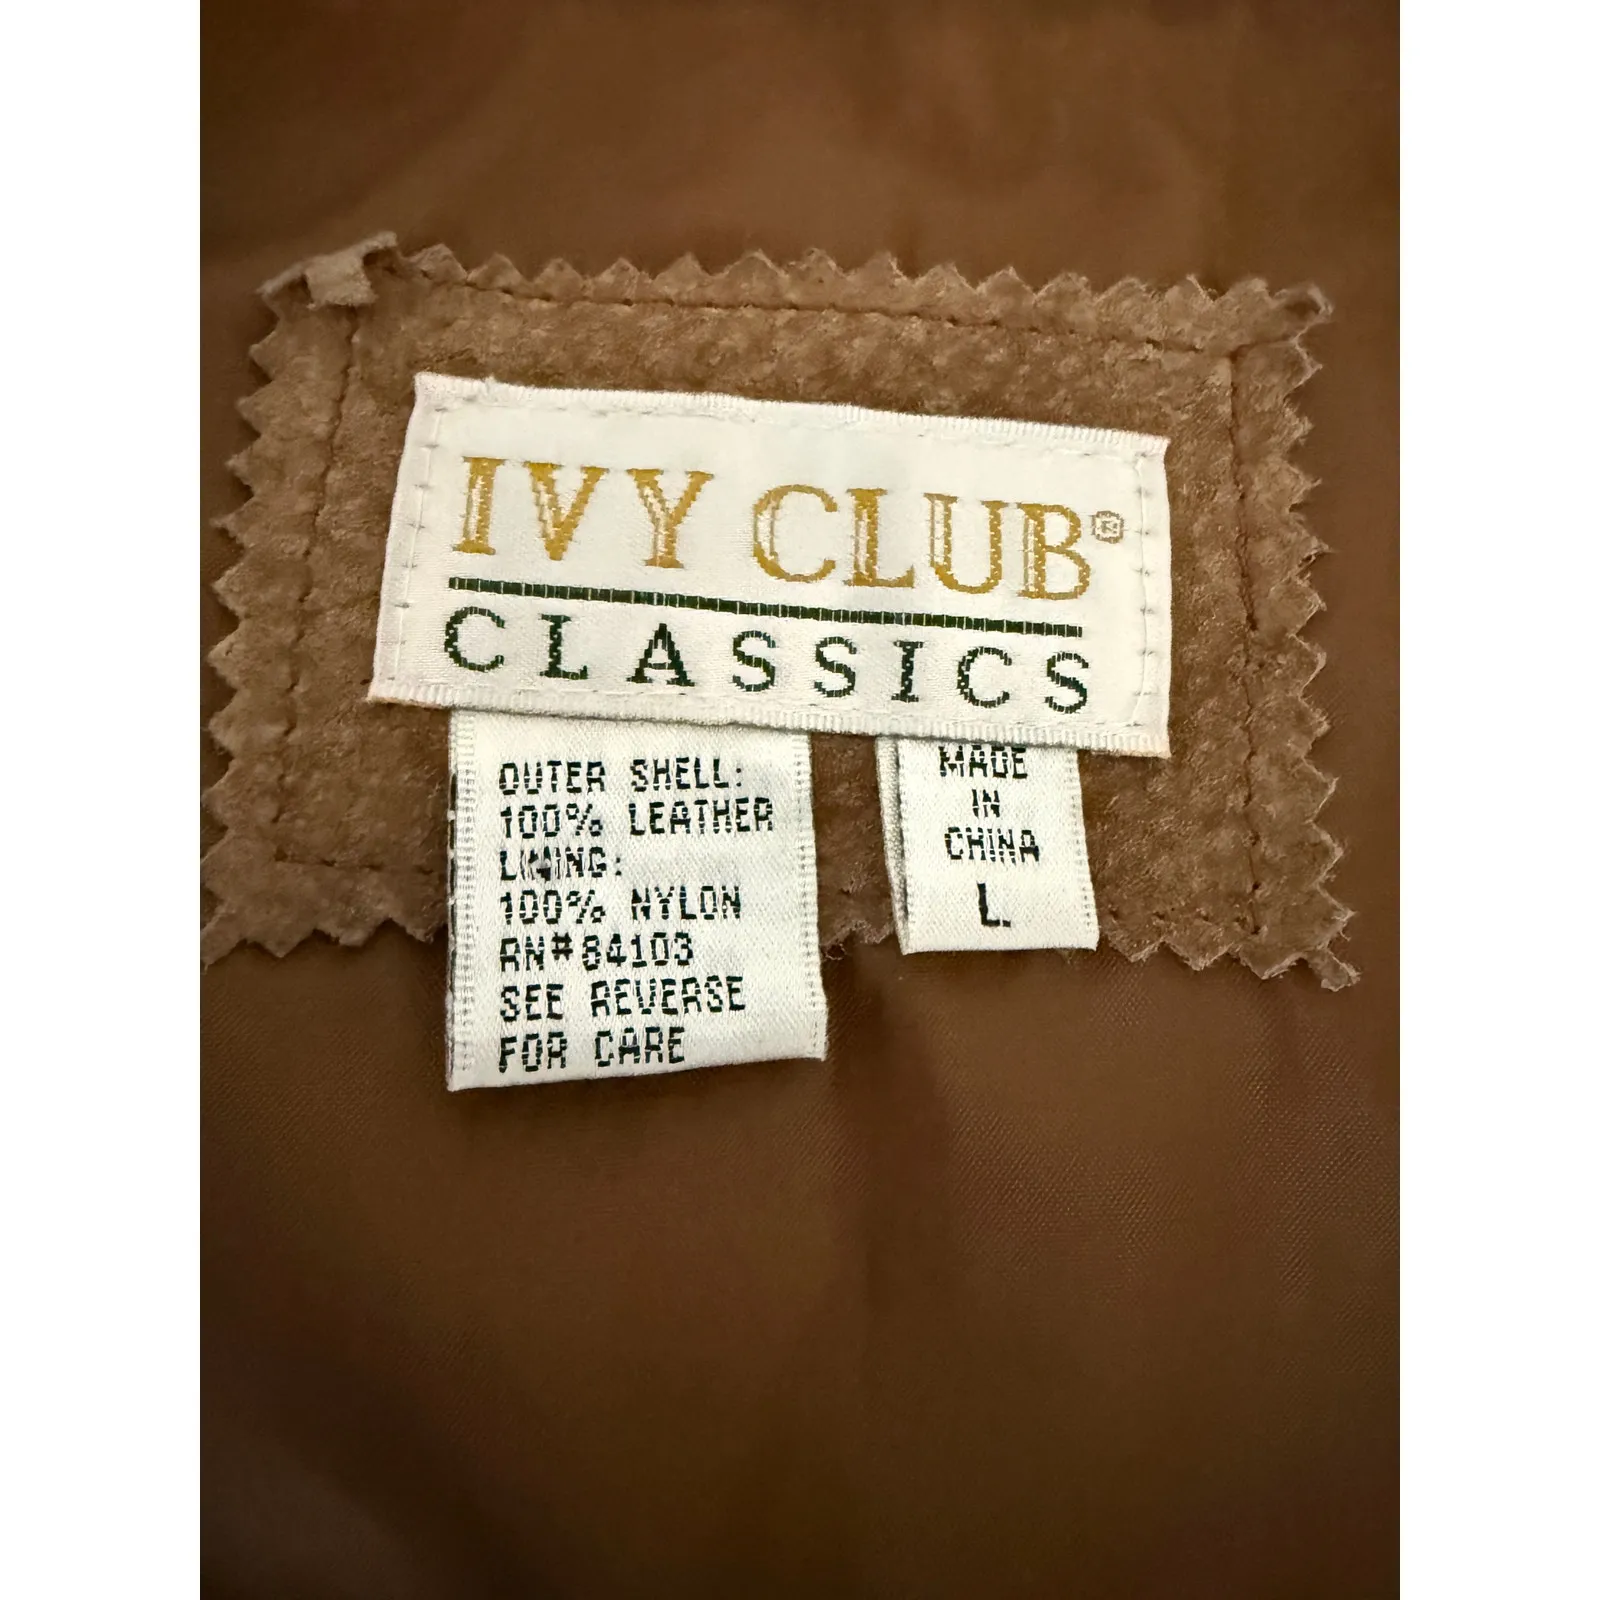 IVY CLUB®
CLASSICS
OUTER SHELL:
100% LEATHER
LINING:
100% NYLON
RN#84103
SEE REVERSE
FOR CARE
MADE
IN
CHINA
L